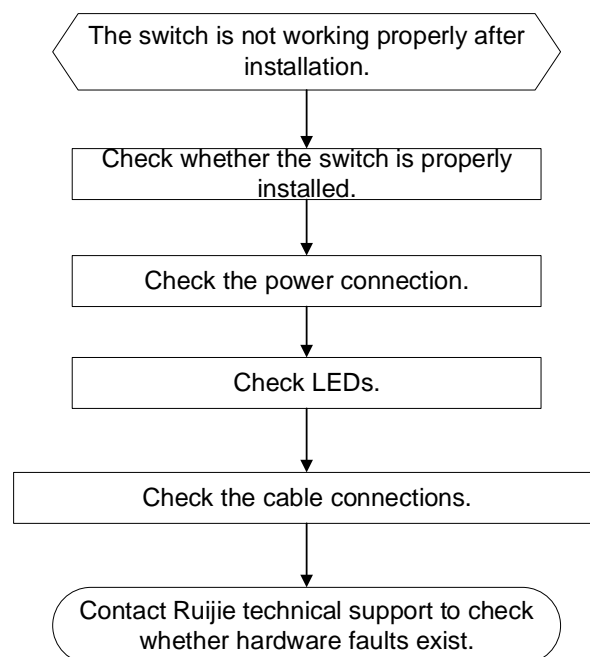 The switch is not working properly after
installation.
Check whether the switch is properly
installed.
Check the power connection.
Check LEDs.
Check the cable connections.
Contact Ruijie technical support to check
whether hardware faults exist.